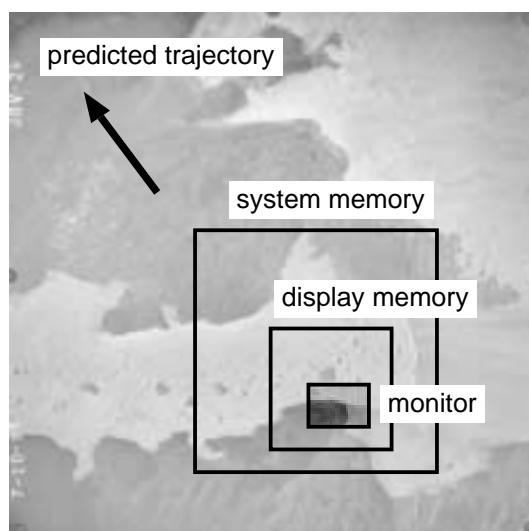 predicted trajectory
system memory
display memory
monitor